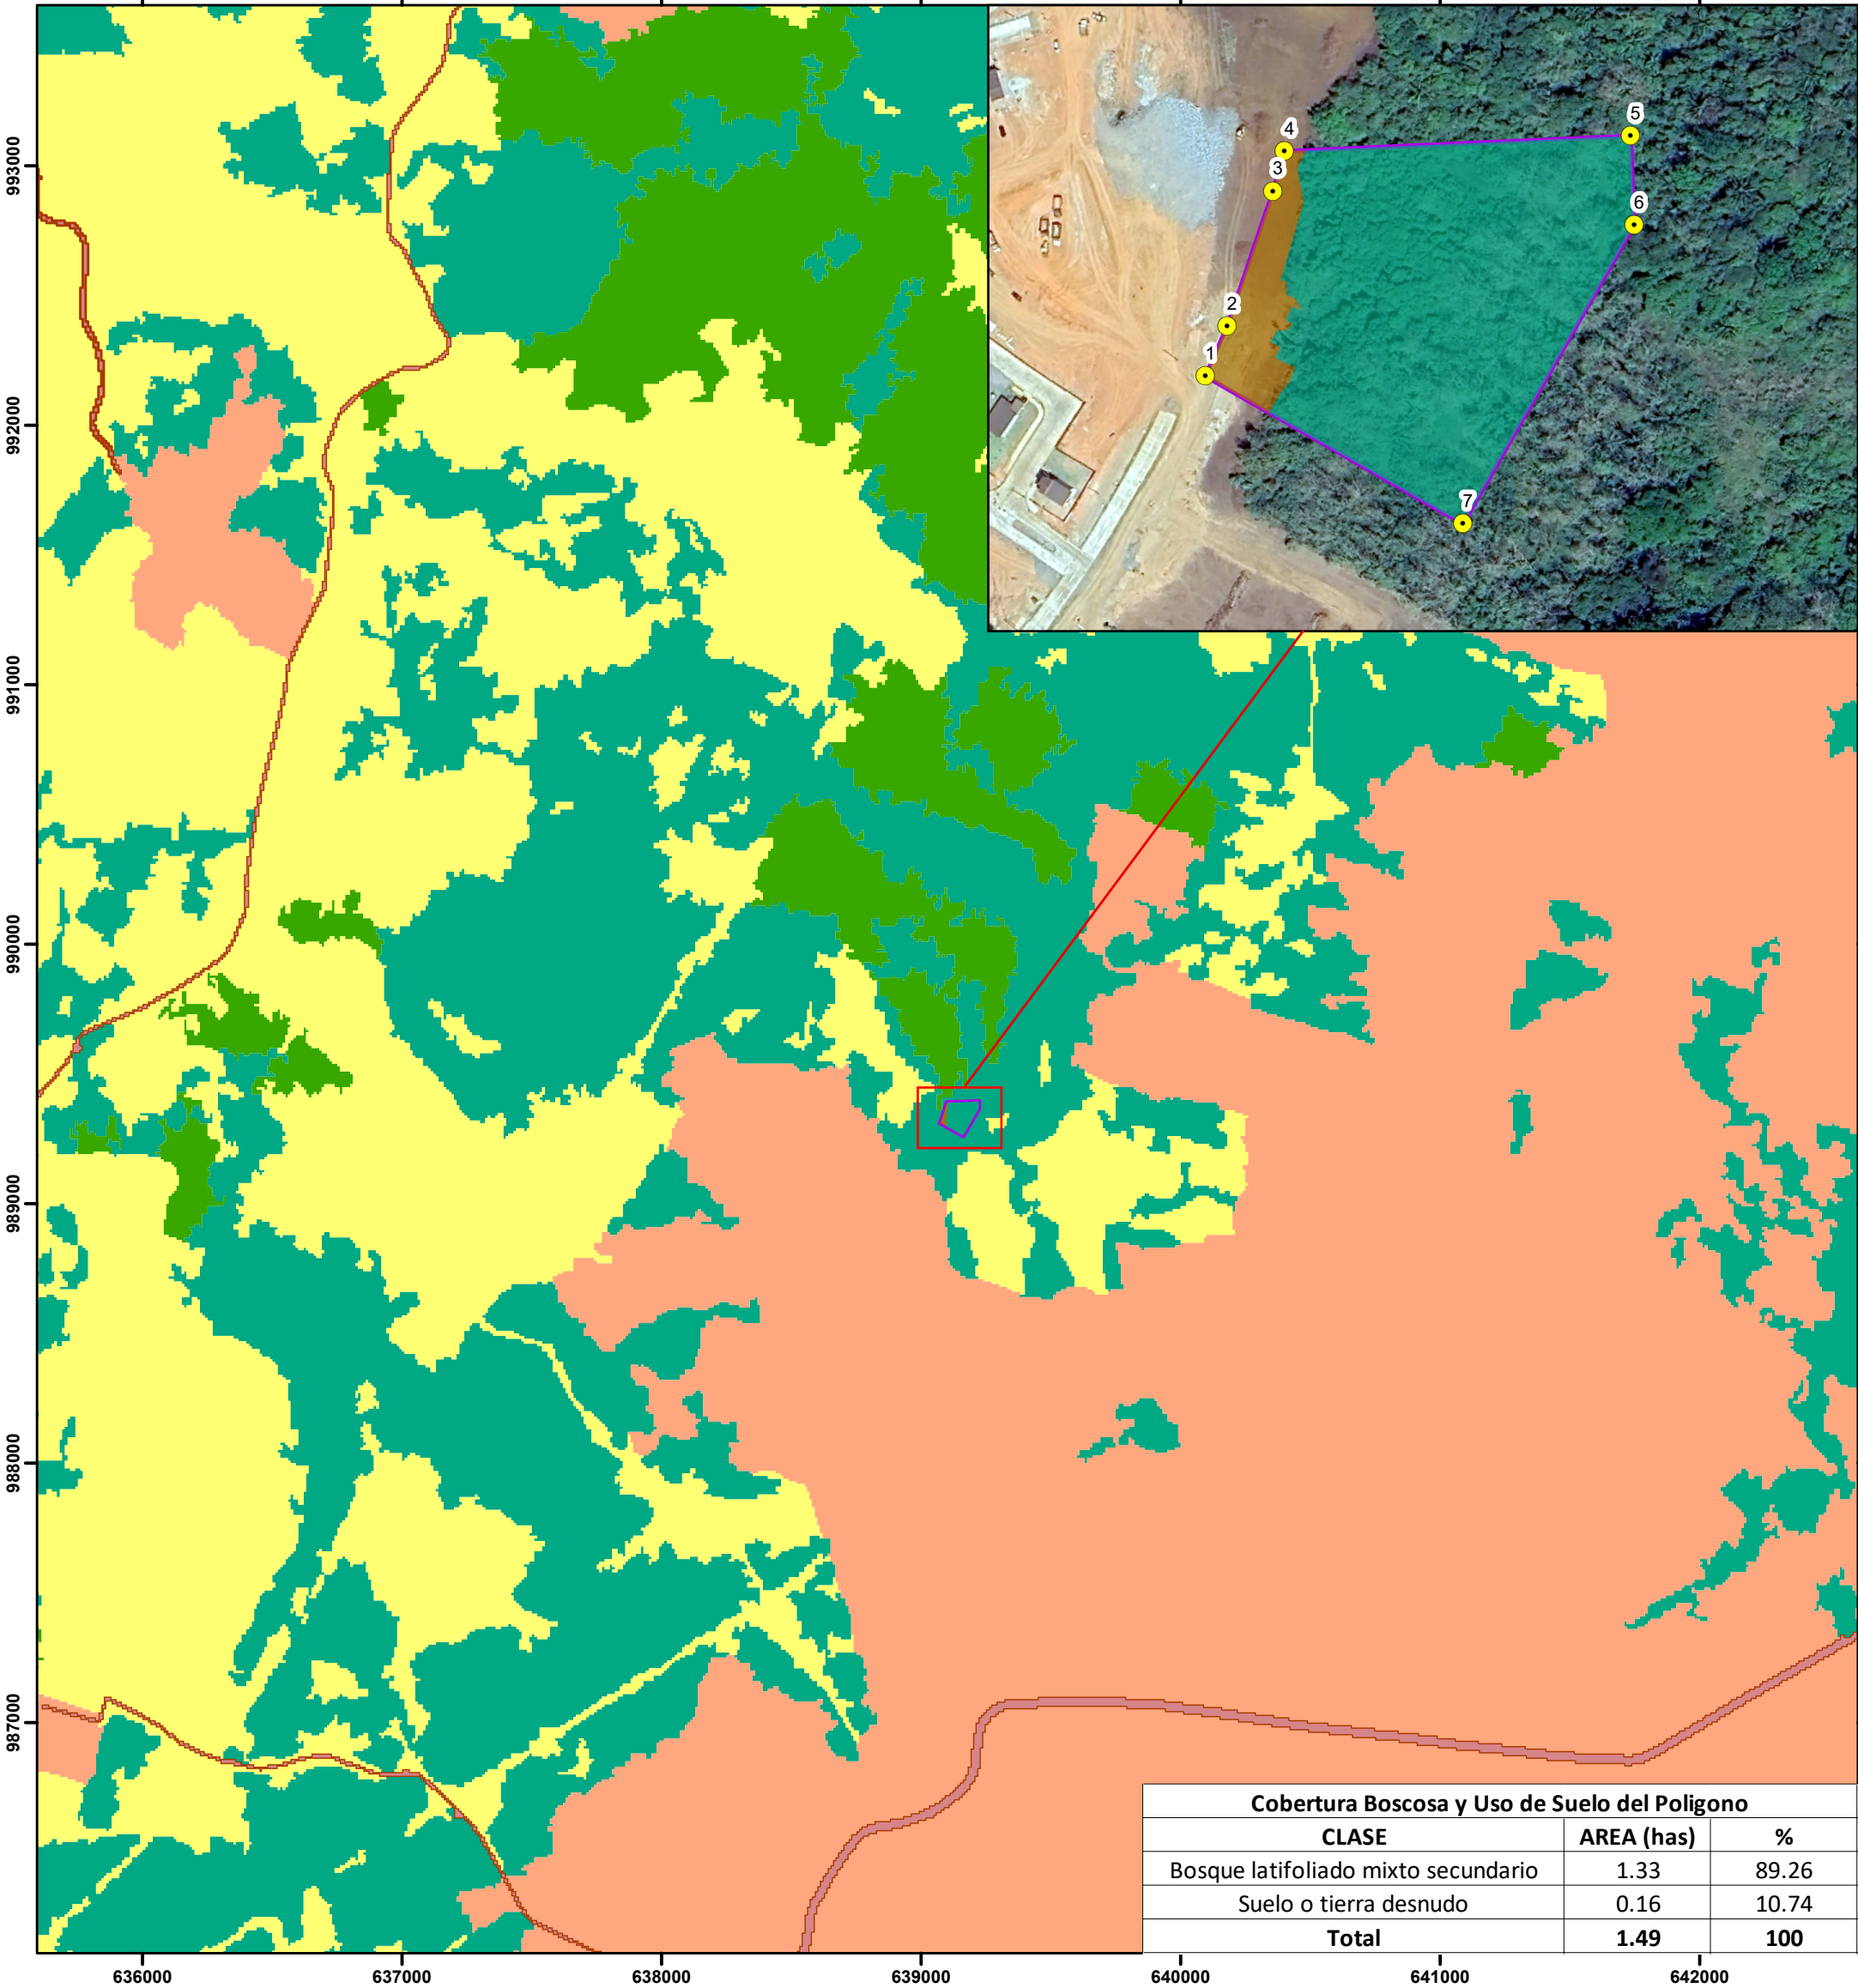 993000
992000
991000
990000
989000
988000
987000
4
5
3
6
2
1
7
Cobertura Boscosa y Uso de Suelo del Poligono
CLASE AREA (has) %
Bosque latifoliado mixto secundario 1.33 89.26
Suelo o tierra desnudo 0.16 10.74
Total 1.49 100
636000 637000 638000 639000 640000 641000 642000